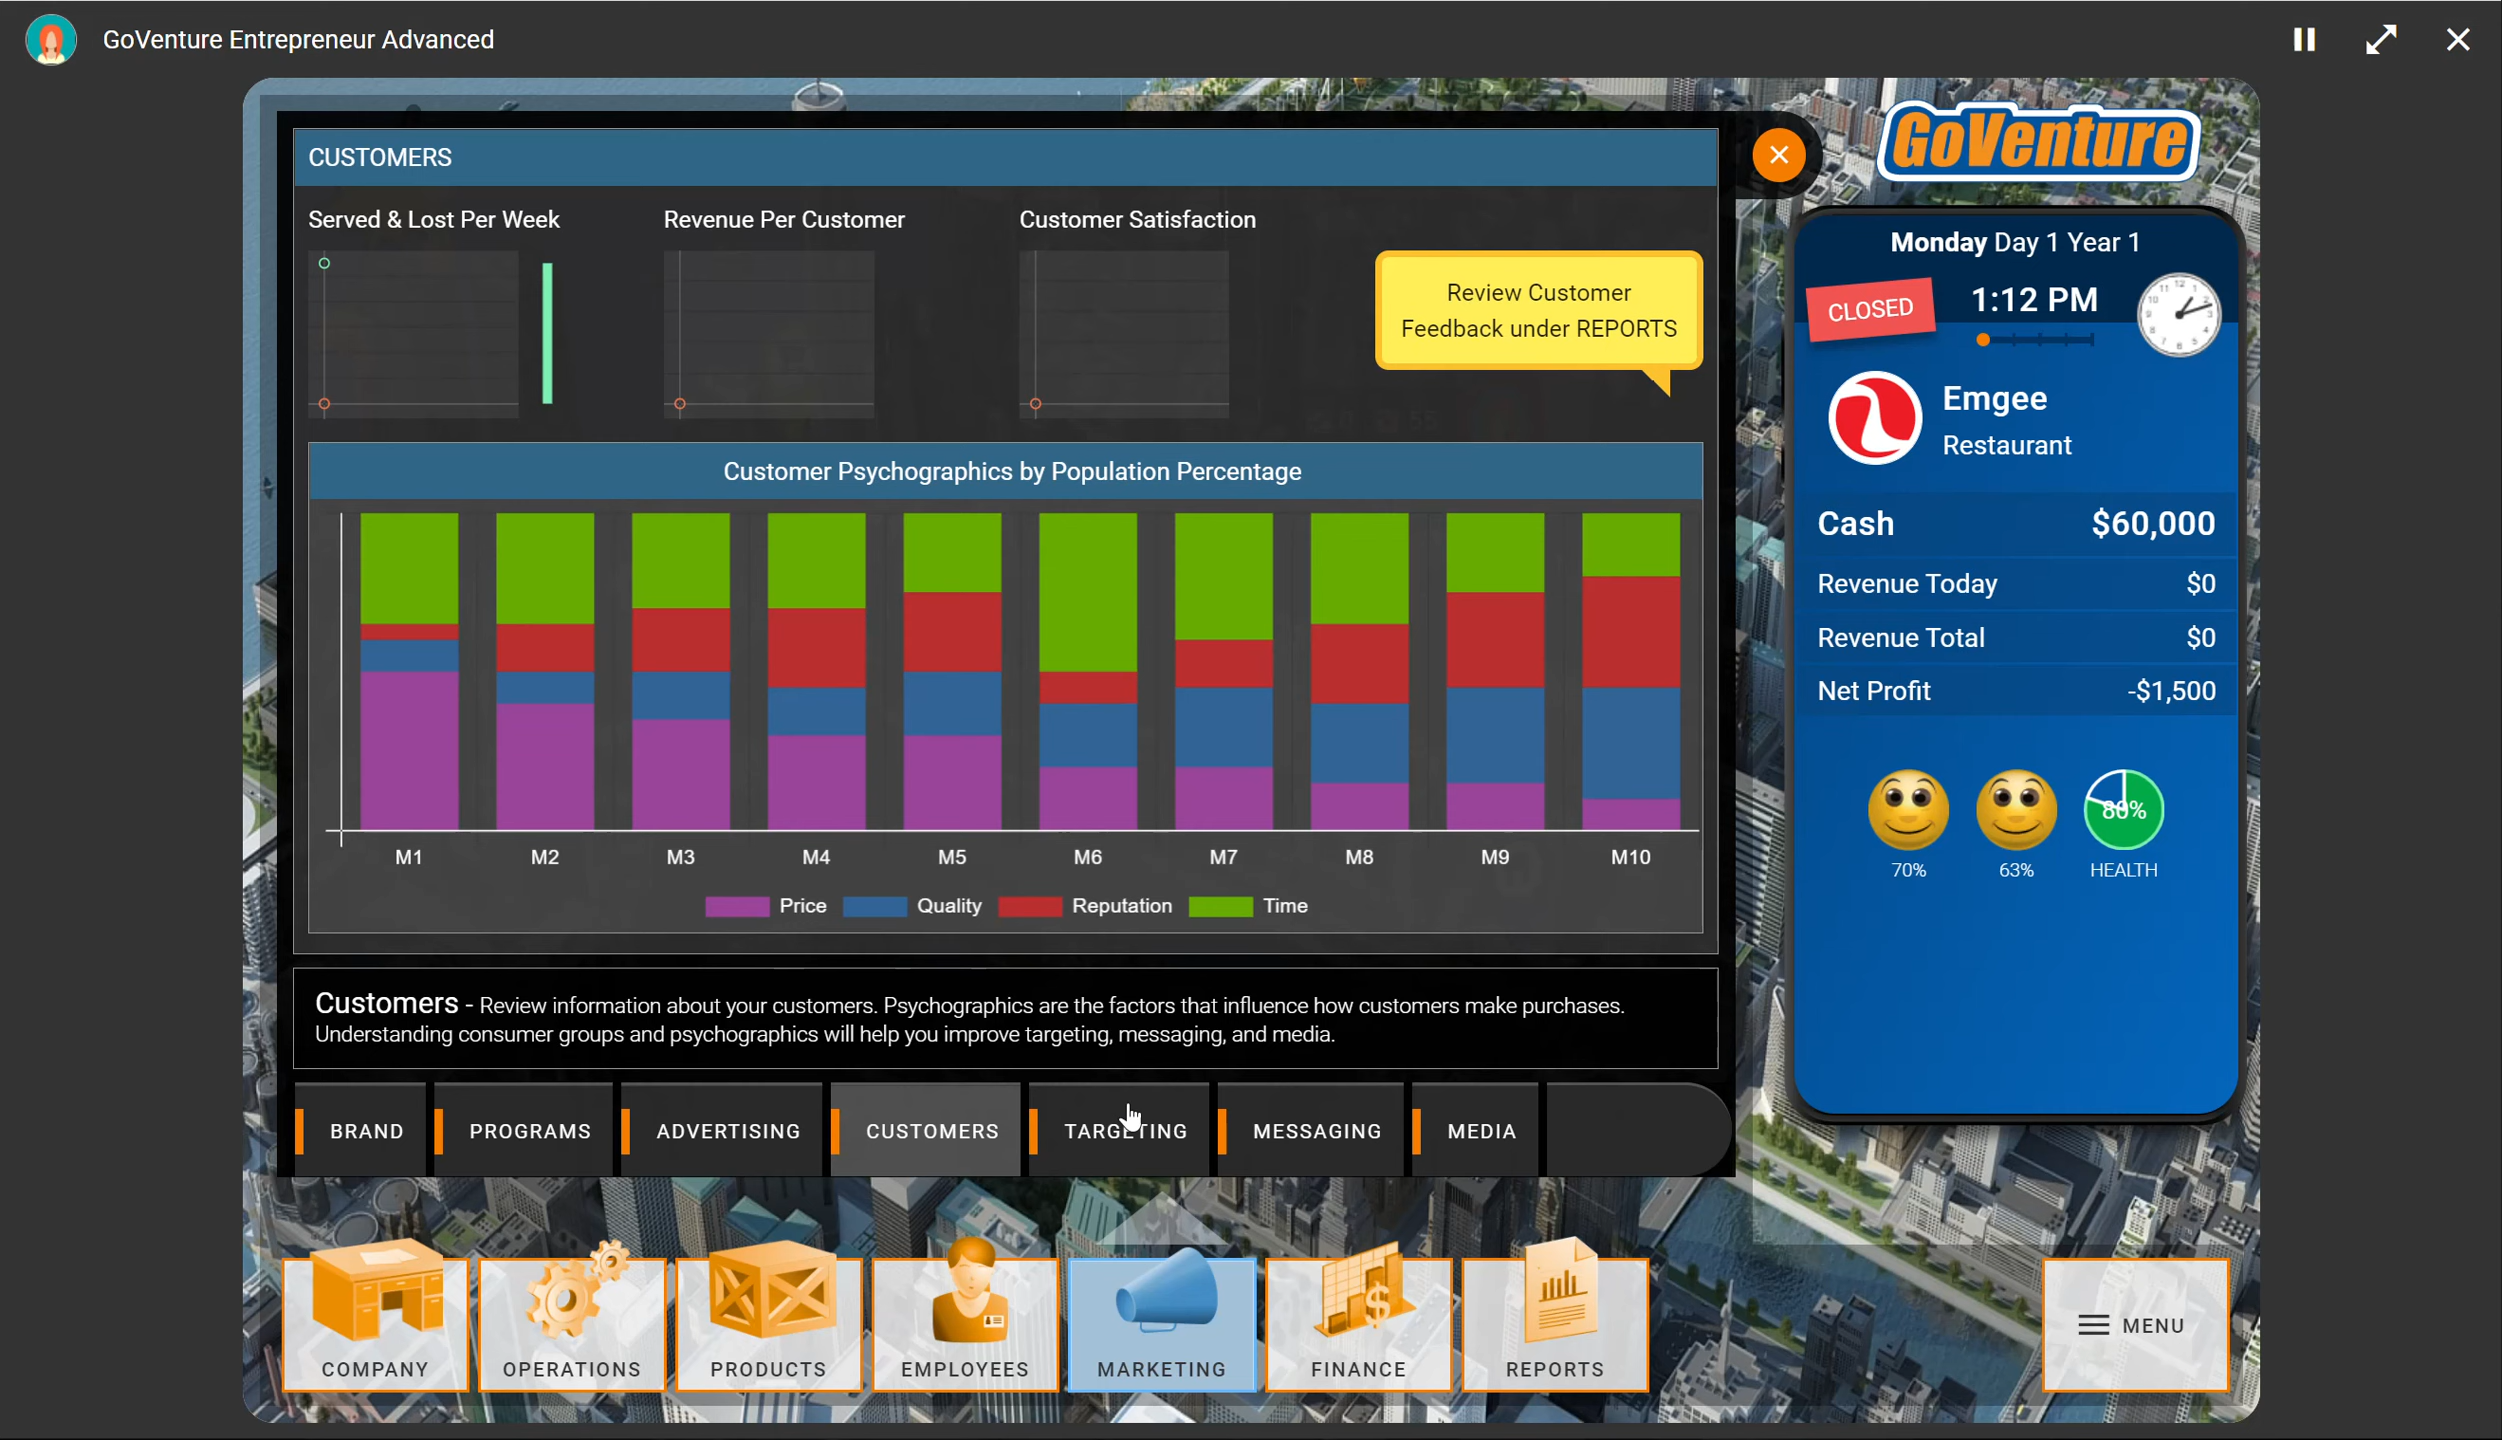 GoVenture Entrepreneur Advanced
GoVenture
CUSTOMERS
Served & Lost Per Week
Revenue Per Customer
Customer Satisfaction
Review Customer
Feedback under REPORTS
Customer Psychographics by Population Percentage
M1
M2
M3
M4
M5
M6
M7
M8
M9
M10
Price
Quality
Reputation
Time
Customers - Review information about your customers. Psychographics are the factors that influence how customers make purchases.
Understanding consumer groups and psychographics will help you improve targeting, messaging, and media.
BRAND
PROGRAMS
ADVERTISING
CUSTOMERS
TARGETING
MESSAGING
MEDIA
Monday Day 1 Year 1
CLOSED
1:12 PM
Emgee
Restaurant
Cash $60,000
Revenue Today $0
Revenue Total $0
Net Profit -$1,500
80%
70%
63%
HEALTH
COMPANY
OPERATIONS
PRODUCTS
EMPLOYEES
MARKETING
FINANCE
REPORTS
MENU